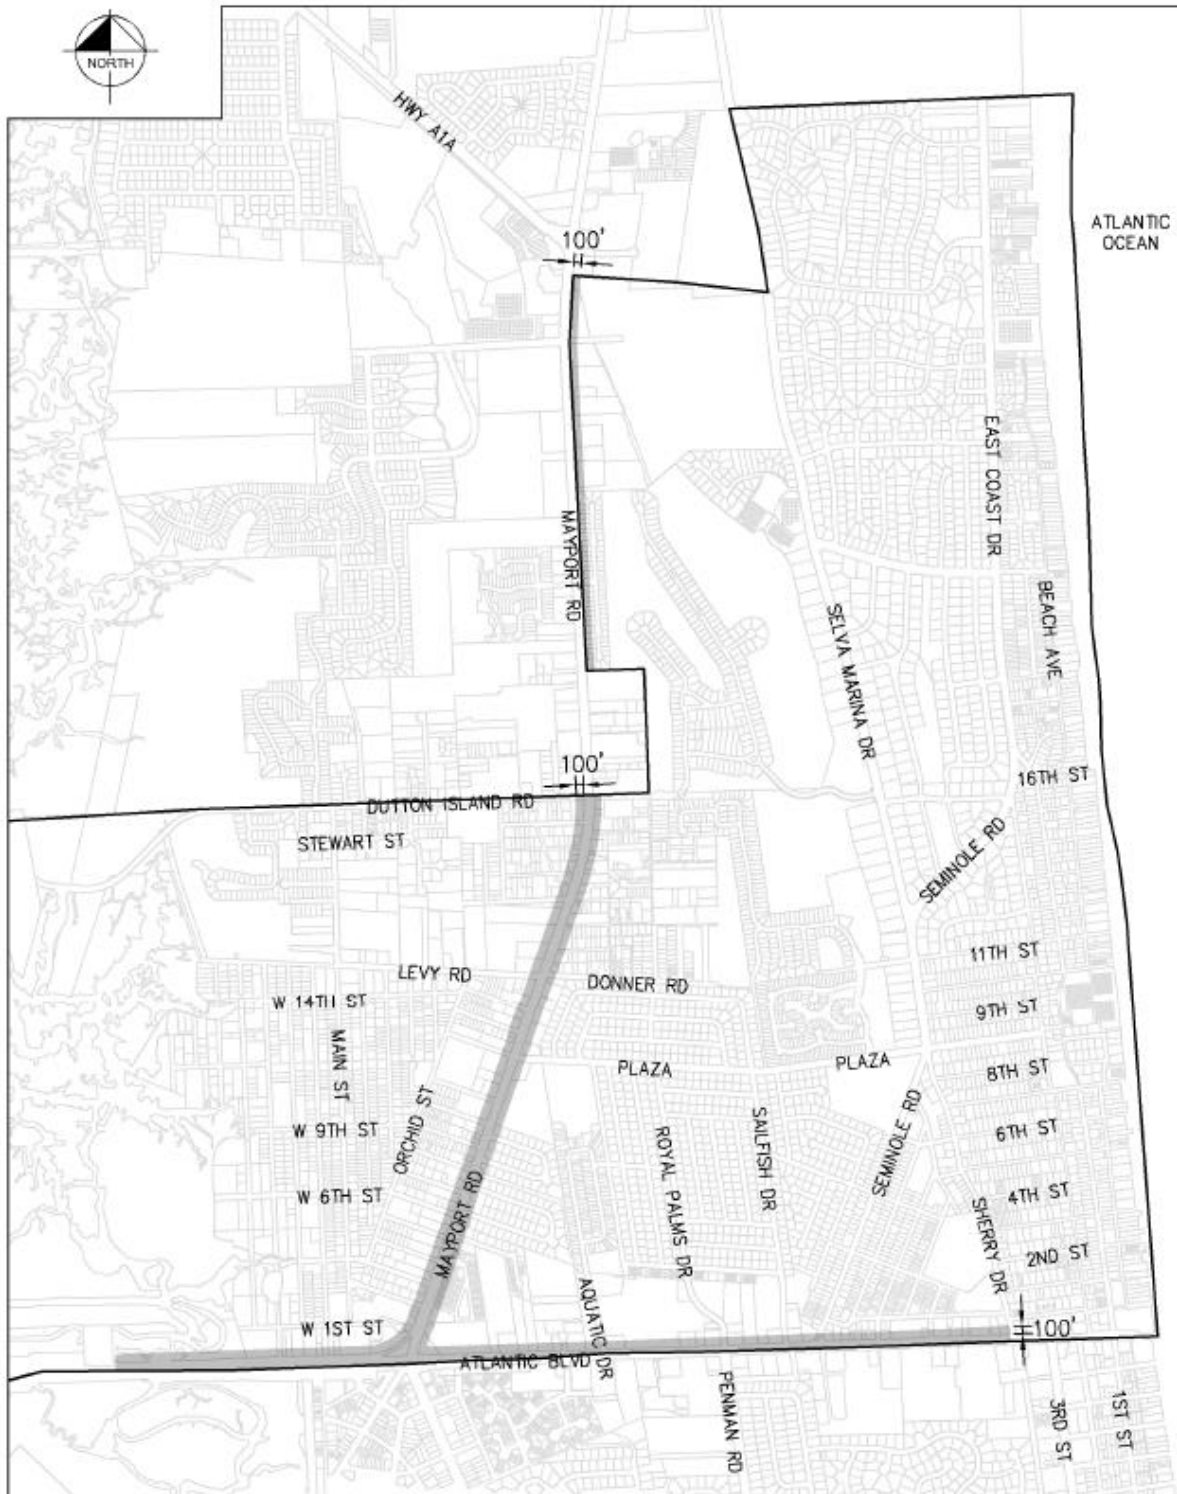 NORTH
HWY A1A
ATLANTIC
OCEAN
100'
EAST COAST DR
MAYPORT RD
BEACH AVE
SELVA MARINA DR
100'
16TH ST
DUTTON ISLAND RD
STEWART ST
SEMINOLE RD
11TH ST
LEVY RD
DONNER RD
W 14TH ST
9TH ST
MAIN ST
PLAZA
PLAZA
8TH ST
ORCHID ST
SEMINOLE RD
W 9TH ST
ROYAL PALMS DR
SAILFISH DR
6TH ST
W 6TH ST
MAYPORT RD
4TH ST
SHERRY DR
2ND ST
AQUATIC DR
W 1ST ST
100'
ATLANTIC BLVD
PENMAN RD
3RD ST
1ST ST